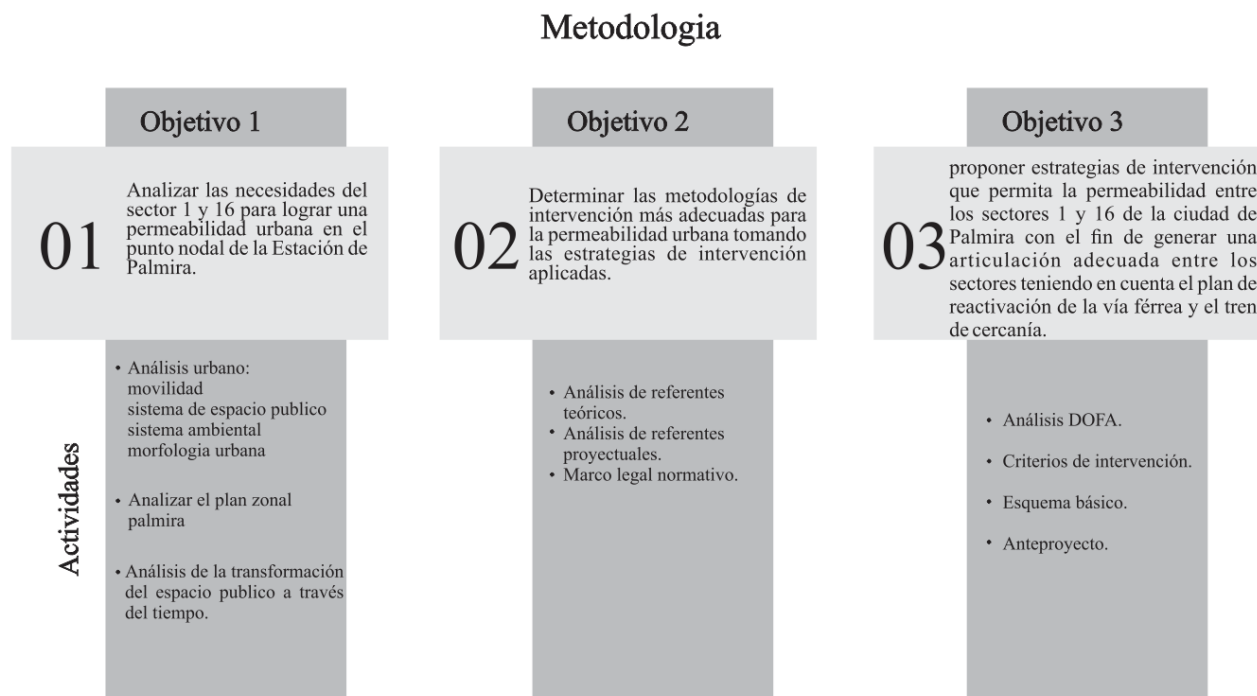 Metodologia
Objetivo 1
01
Analizar las necesidades del
sector 1 y 16 para lograr una
permeabilidad urbana en el
punto nodal de la Estación de
Palmira.
Objetivo 2
02
Determinar las metodologías de
intervención más adecuadas para
la permeabilidad urbana tomando
las estrategias de intervención
aplicadas.
Objetivo 3
03
proponer estrategias de intervención
que permita la permeabilidad entre
los sectores 1 y 16 de la ciudad de
Palmira con el fin de generar una
articulación adecuada entre los
sectores teniendo en cuenta el plan de
reactivación de la vía férrea y el tren
de cercanía.
Actividades
• Análisis urbano:
movilidad
sistema de espacio publico
sistema ambiental
morfologia urbana
• Analizar el plan zonal
palmira
• Análisis de la transformación
del espacio publico a través
del tiempo.
• Análisis de referentes
teóricos.
• Análisis de referentes
proyectuales.
• Marco legal normativo.
• Análisis DOFA.
• Criterios de intervención.
• Esquema básico.
• Anteproyecto.